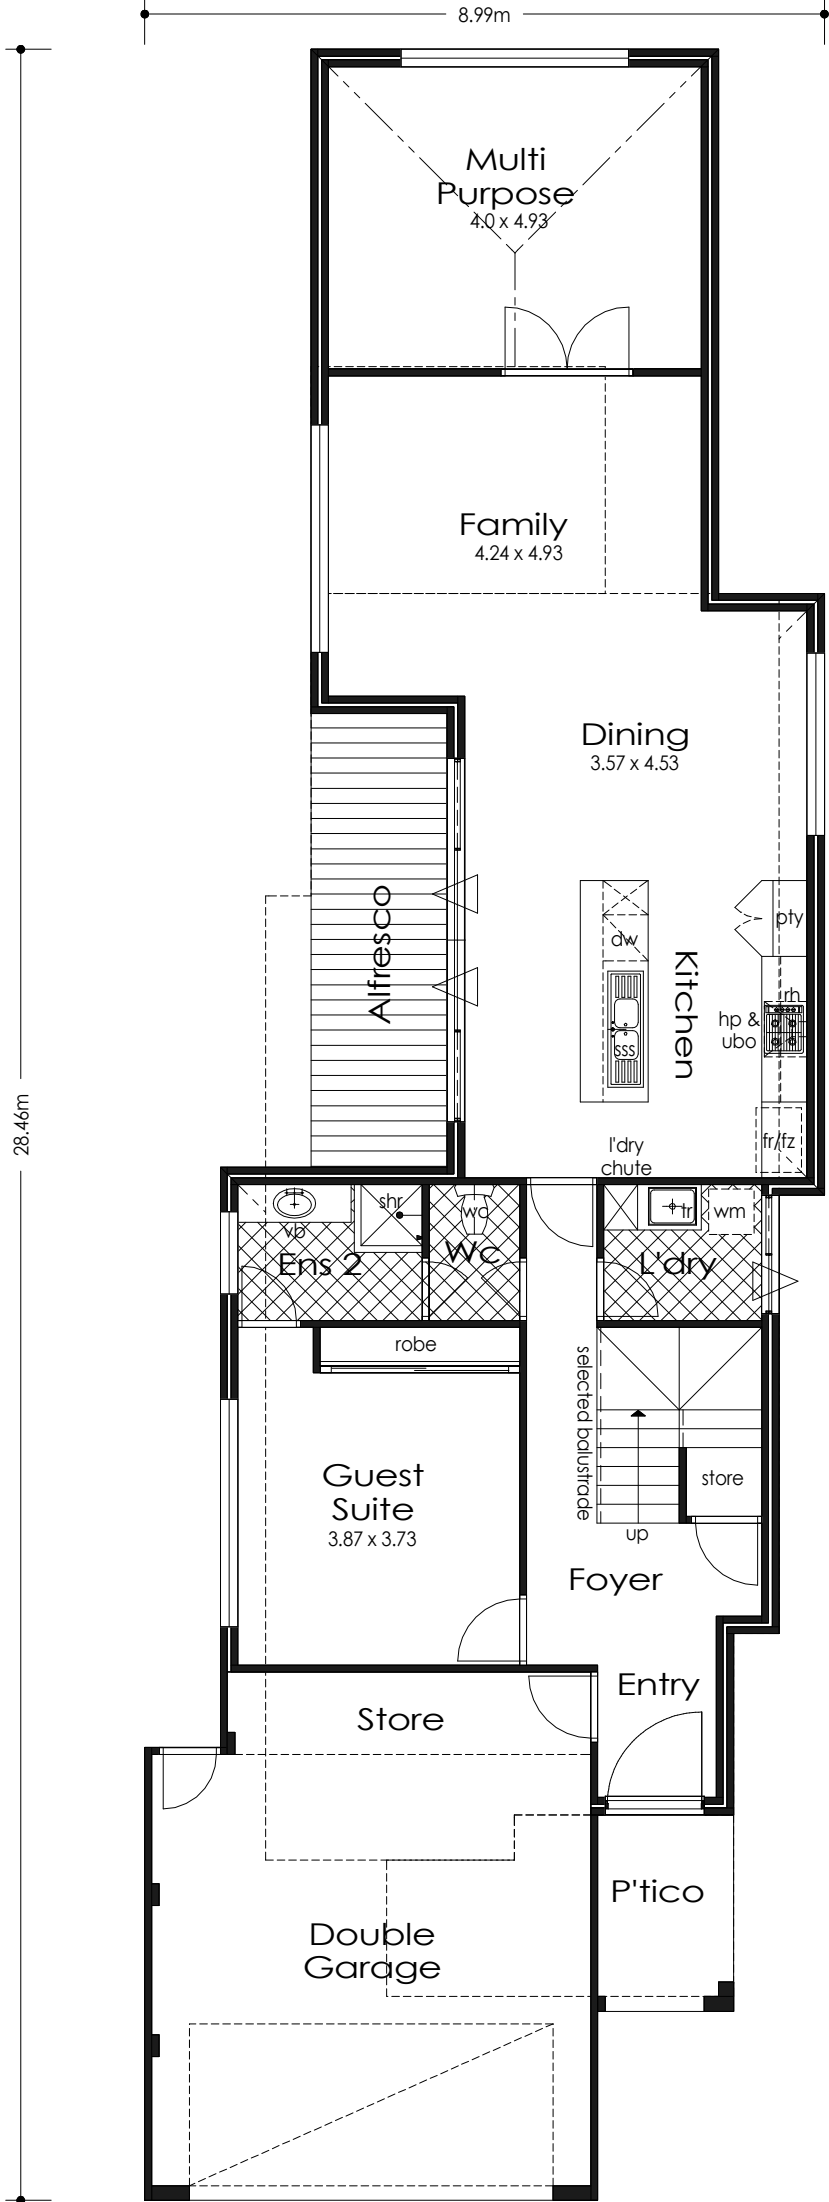 8.99m
28.46m
Multi
Purpose
4.0 x 4.93
Family
4.24 x 4.93
Dining
3.57 x 4.53
Alfresco
Kitchen
dw
sss
pty
rh
hp &
ubo
fr/fz
l'dry
chute
shr
vb
Ens 2
wc
Wc
tr
wm
L'dry
robe
selected balustrade
Guest
Suite
3.87 x 3.73
store
up
Foyer
Entry
Store
P'tico
Double
Garage